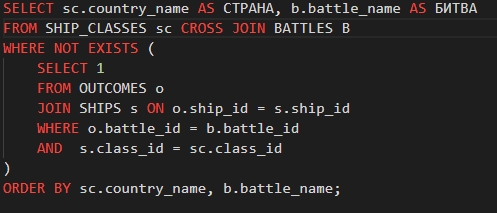 SELECT sc.country_name AS СТРАНА, b.battle_name AS БИТВА
FROM SHIP_CLASSES sc CROSS JOIN BATTLES B
WHERE NOT EXISTS (
    SELECT 1
    FROM OUTCOMES o
    JOIN SHIPS s ON o.ship_id = s.ship_id
    WHERE o.battle_id = b.battle_id
    AND  s.class_id = sc.class_id
)
ORDER BY sc.country_name, b.battle_name;